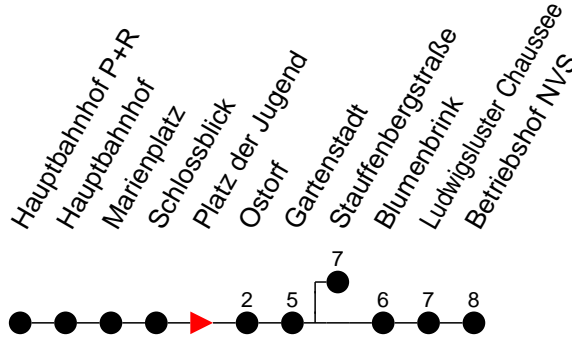 Hauptbahnhof P+R
Hauptbahnhof
Marienplatz
Schlossblick
Platz der Jugend
Ostorf
Gartenstadt
Stauffenbergstraße
Blumenbrink
Ludwigsluster Chaussee
Betriebshof NVS
7
2
5
6
7
8